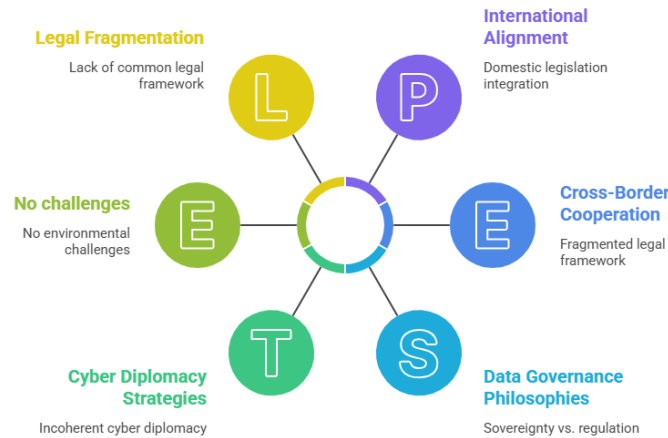 P
International
Alignment
Domestic legislation
integration
E
Cross-Border
Cooperation
Fragmented legal
framework
S
Data Governance
Philosophies
Sovereignty vs. regulation
T
Cyber Diplomacy
Strategies
Incoherent cyber diplomacy
E
No challenges
No environmental
challenges
L
Legal Fragmentation
Lack of common legal
framework